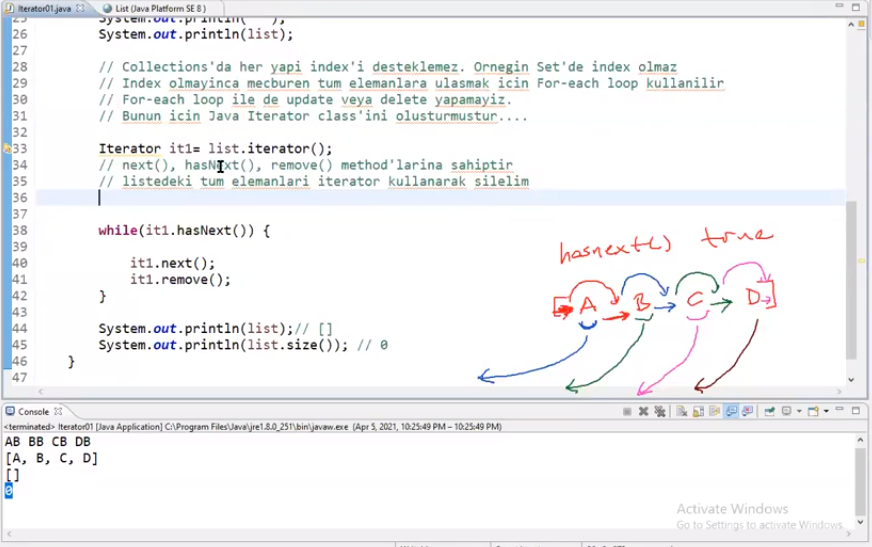 Iterator01.java List (Java Platform SE 8 )
25 System.out.println("---");
26 System.out.println(list);
27
28 // Collections'da her yapi index'i desteklemez. Ornegin Set'de index olmaz
29 // Index olmayinca mecburen tum elemanlara ulasmak icin For-each loop kullanilir
30 // For-each loop ile de update veya delete yapamayiz.
31 // Bunun icin Java Iterator class'ini olusturmustur....
32
33 Iterator it1= list.iterator();
34 // next(), hasNext(), remove() method'larina sahiptir
35 // listedeki tum elemanlari iterator kullanarak silelim
36
37
38 while(it1.hasNext()) {
39
40 it1.next();
41 it1.remove();
42 }
43
44 System.out.println(list);// []
45 System.out.println(list.size()); // 0
46 }
47
hasnext() true
A B C D
Console
<terminated> Iterator01 [Java Application] C:\Program Files\Java\jre1.8.0_251\bin\javaw.exe (Apr 5, 2021, 10:25:49 PM – 10:25:49 PM)
AB BB CB DB
[A, B, C, D]
[]
0
Activate Windows
Go to Settings to activate Windows.